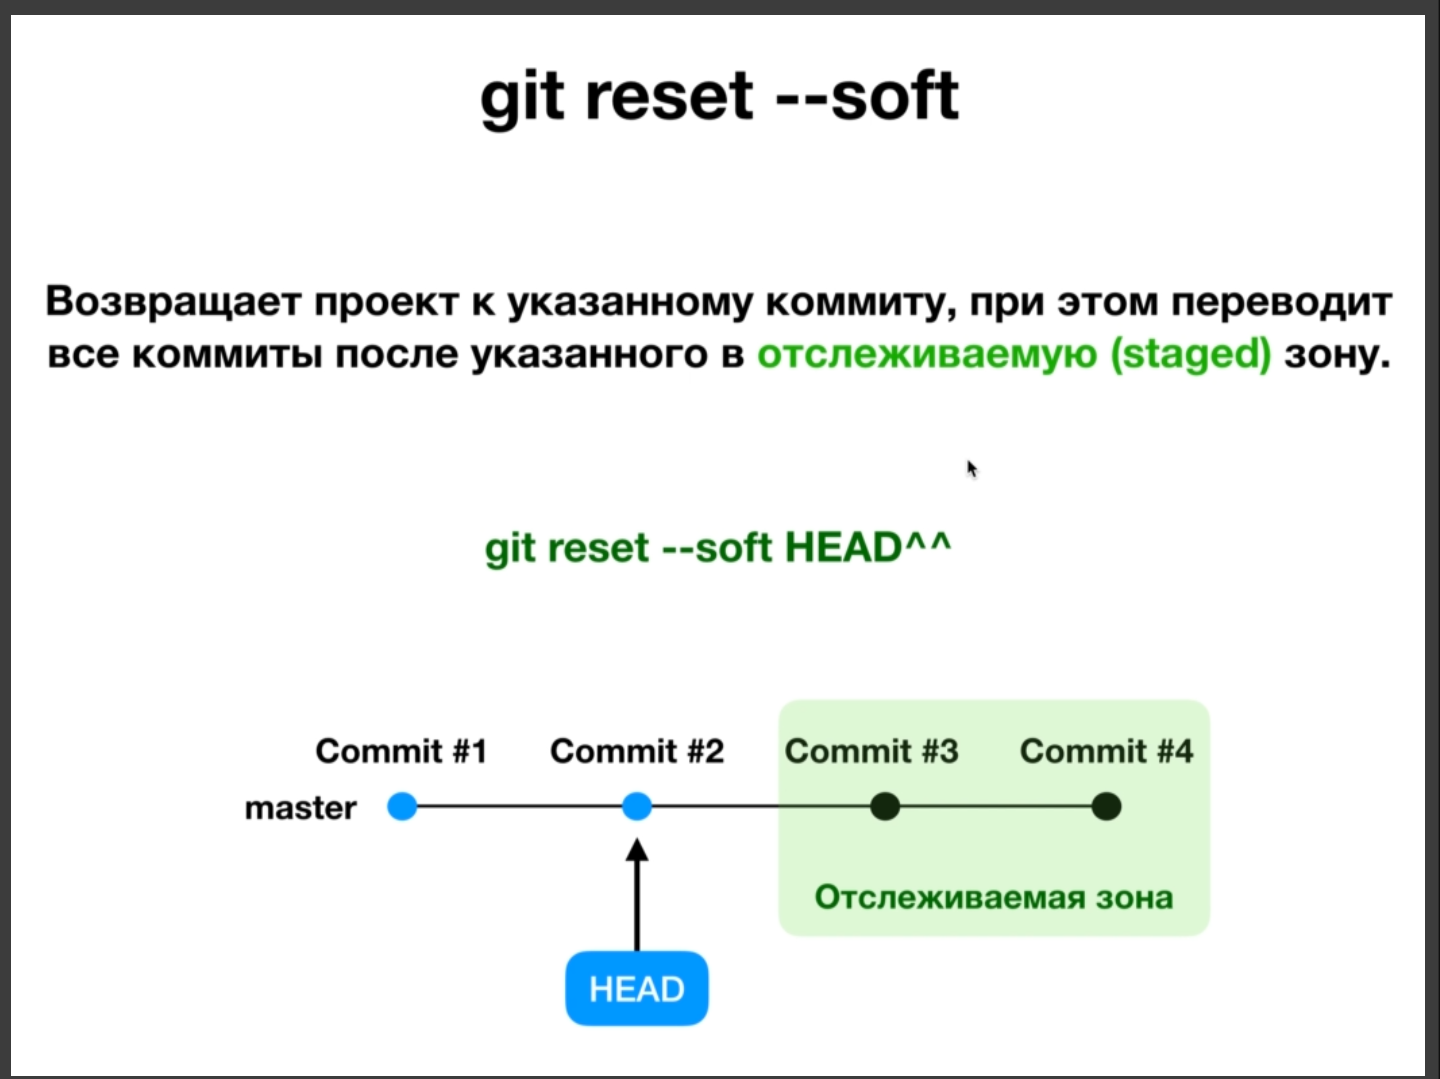 git reset --soft
Возвращает проект к указанному коммиту, при этом переводит
все коммиты после указанного в отслеживаемую (staged) зону.
git reset --soft HEAD^^
Commit #1 Commit #2 Commit #3 Commit #4
master
Отслеживаемая зона
HEAD